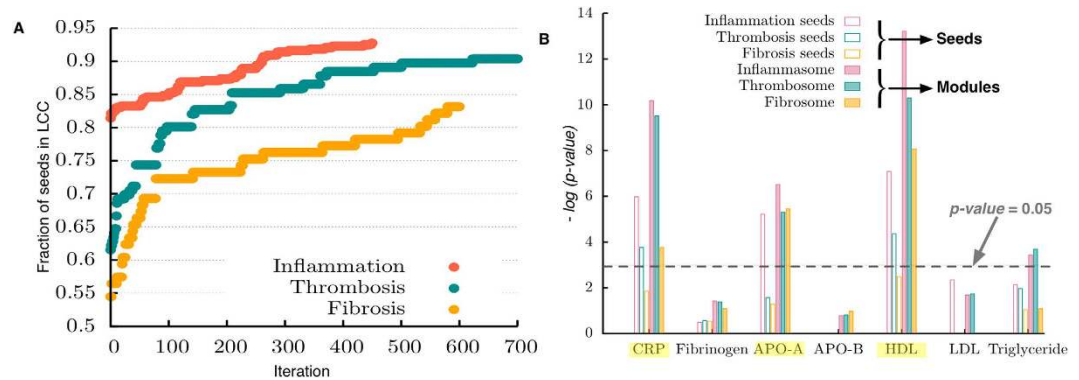 A
Fraction of seeds in LCC
0.95
0.9
0.85
0.8
0.75
0.7
0.65
0.6
0.55
0.5
Inflammation
Thrombosis
Fibrosis
0 100 200 300 400 500 600 700
Iteration
B
- log (p-value)
14
12
10
8
6
4
2
0
Inflammation seeds
Thrombosis seeds
Fibrosis seeds
Seeds
Inflammasome
Thrombosome
Fibrosome
Modules
p-value = 0.05
CRP Fibrinogen APO-A APO-B HDL LDL Triglyceride